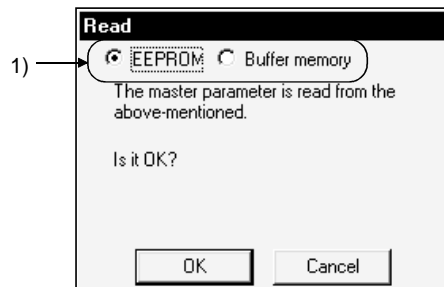 Read
1)
EEPROM Buffer memory
The master parameter is read from the
above-mentioned.
Is it OK?
OK Cancel